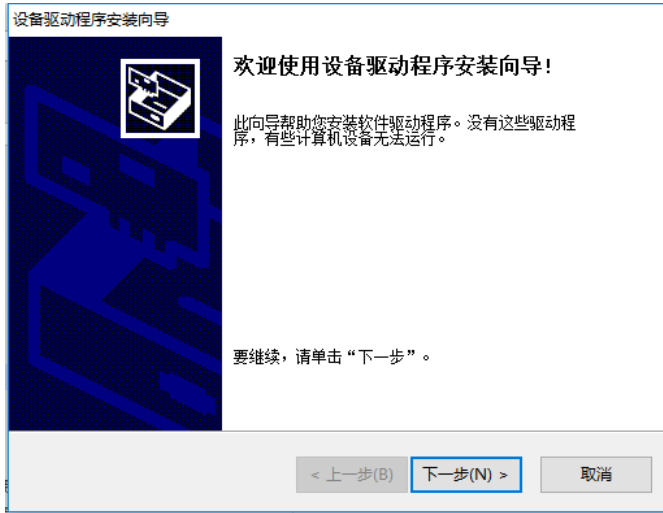 设备驱动程序安装向导
欢迎使用设备驱动程序安装向导!
此向导帮助您安装软件驱动程序。没有这些驱动程
序，有些计算机设备无法运行。
要继续，请单击“下一步”。
< 上一步(B)
下一步(N) >
取消